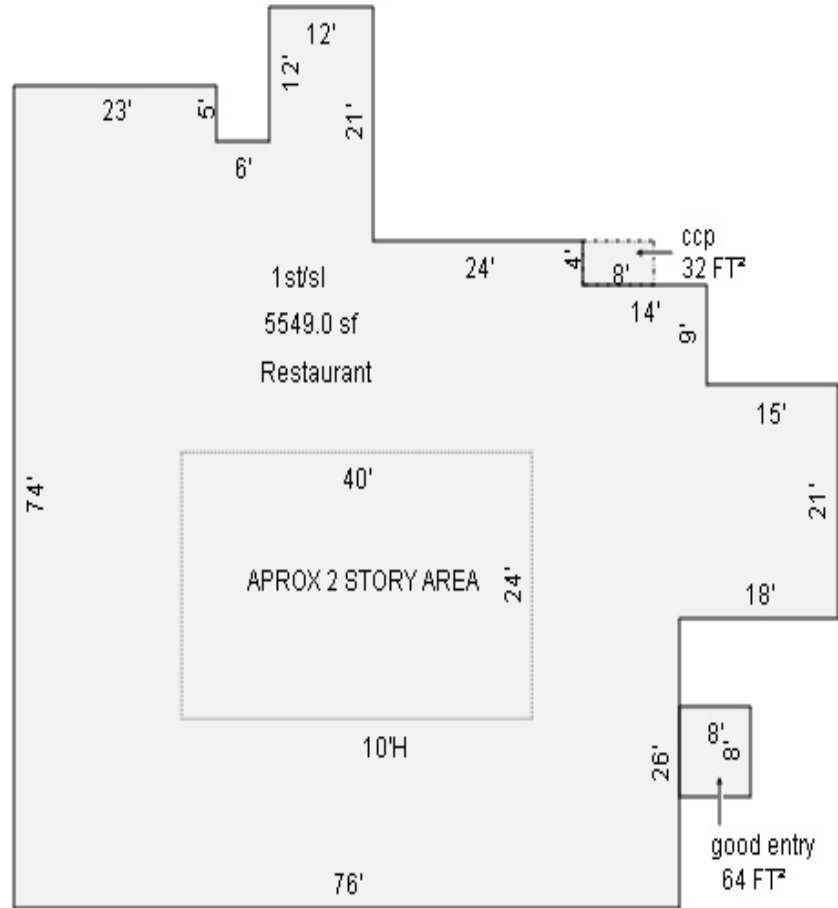 12'
12'
23'
5'
21'
6'
ccp
32 FT²
24'
4'
8'
14'
9'
1st/sl
5549.0 sf
Restaurant
15'
40'
74'
21'
APROX 2 STORY AREA
24'
18'
10'H
26'
8'
8'
good entry
64 FT²
76'